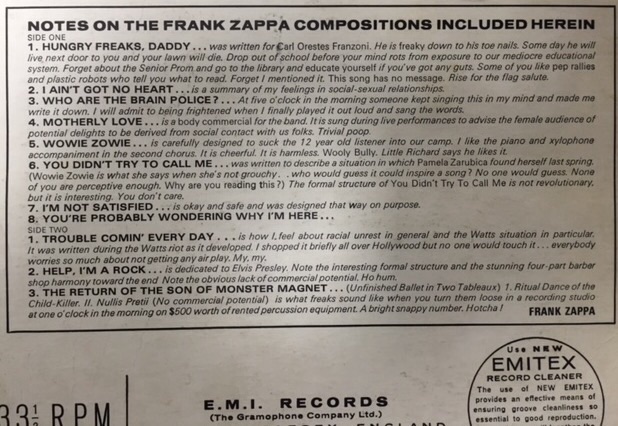 NOTES ON THE FRANK ZAPPA COMPOSITIONS INCLUDED HEREIN
SIDE ONE
1. HUNGRY FREAKS, DADDY... was written for Carl Orestes Franzoni. He is freaky down to his toe nails. Some day he will
live next door to you and your lawn will die. Drop out of school before your mind rots from exposure to our mediocre educational
system. Forget about the Senior Prom and go to the library and educate yourself if you've got any guts. Some of you like pep rallies
and plastic robots who tell you what to read. Forget I mentioned it. This song has no message. Rise for the flag salute.
2. I AIN'T GOT NO HEART... is a summary of my feelings in social-sexual relationships.
3. WHO ARE THE BRAIN POLICE?... At five o'clock in the morning someone kept singing this in my mind and made me
write it down. I will admit to being frightened when I finally played it out loud and sang the words.
4. MOTHERLY LOVE... is a body commercial for the band. It is sung during live performances to advise the female audience of
potential delights to be derived from social contact with us folks. Trivial poop.
5. WOWIE ZOWIE... is carefully designed to suck the 12 year old listener into our camp. I like the piano and xylophone
accompaniment in the second chorus. It is cheerful. It is harmless. Wooly Bully. Little Richard says he likes it.
6. YOU DIDN'T TRY TO CALL ME... was written to describe a situation in which Pamela Zarubica found herself last spring.
(Wowie Zowie is what she says when she's not grouchy... who would guess it could inspire a song? No one would guess. None
of you are perceptive enough. Why are you reading this?) The formal structure of You Didn't Try To Call Me is not revolutionary,
but it is interesting. You don't care.
7. I'M NOT SATISFIED... is okay and safe and was designed that way on purpose.
8. YOU'RE PROBABLY WONDERING WHY I'M HERE...
SIDE TWO
1. TROUBLE COMIN' EVERY DAY... is how I feel about racial unrest in general and the Watts situation in particular.
It was written during the Watts riot as it developed. I shopped it briefly all over Hollywood but no one would touch it... everybody
worries so much about not getting any air play. My, my.
2. HELP, I'M A ROCK... is dedicated to Elvis Presley. Note the interesting formal structure and the stunning four-part barber
shop harmony toward the end Note the obvious lack of commercial potential. Ho hum.
3. THE RETURN OF THE SON OF MONSTER MAGNET... (Unfinished Ballet in Two Tableaux) 1. Ritual Dance of the
Child-Killer. II. Nullis Pretii (No commercial potential) is what freaks sound like when you turn them loose in a recording studio
at one o'clock in the morning on $500 worth of rented percussion equipment. A bright snappy number. Hotcha! FRANK ZAPPA
Use NEW
EMITEX
RECORD CLEANER
The use of NEW EMITEX
provides an effective means of
ensuring groove cleanliness so
essential to good reproduction.
33½ RPM
E.M.I. RECORDS
(The Gramophone Company Ltd.)
ENGLAND